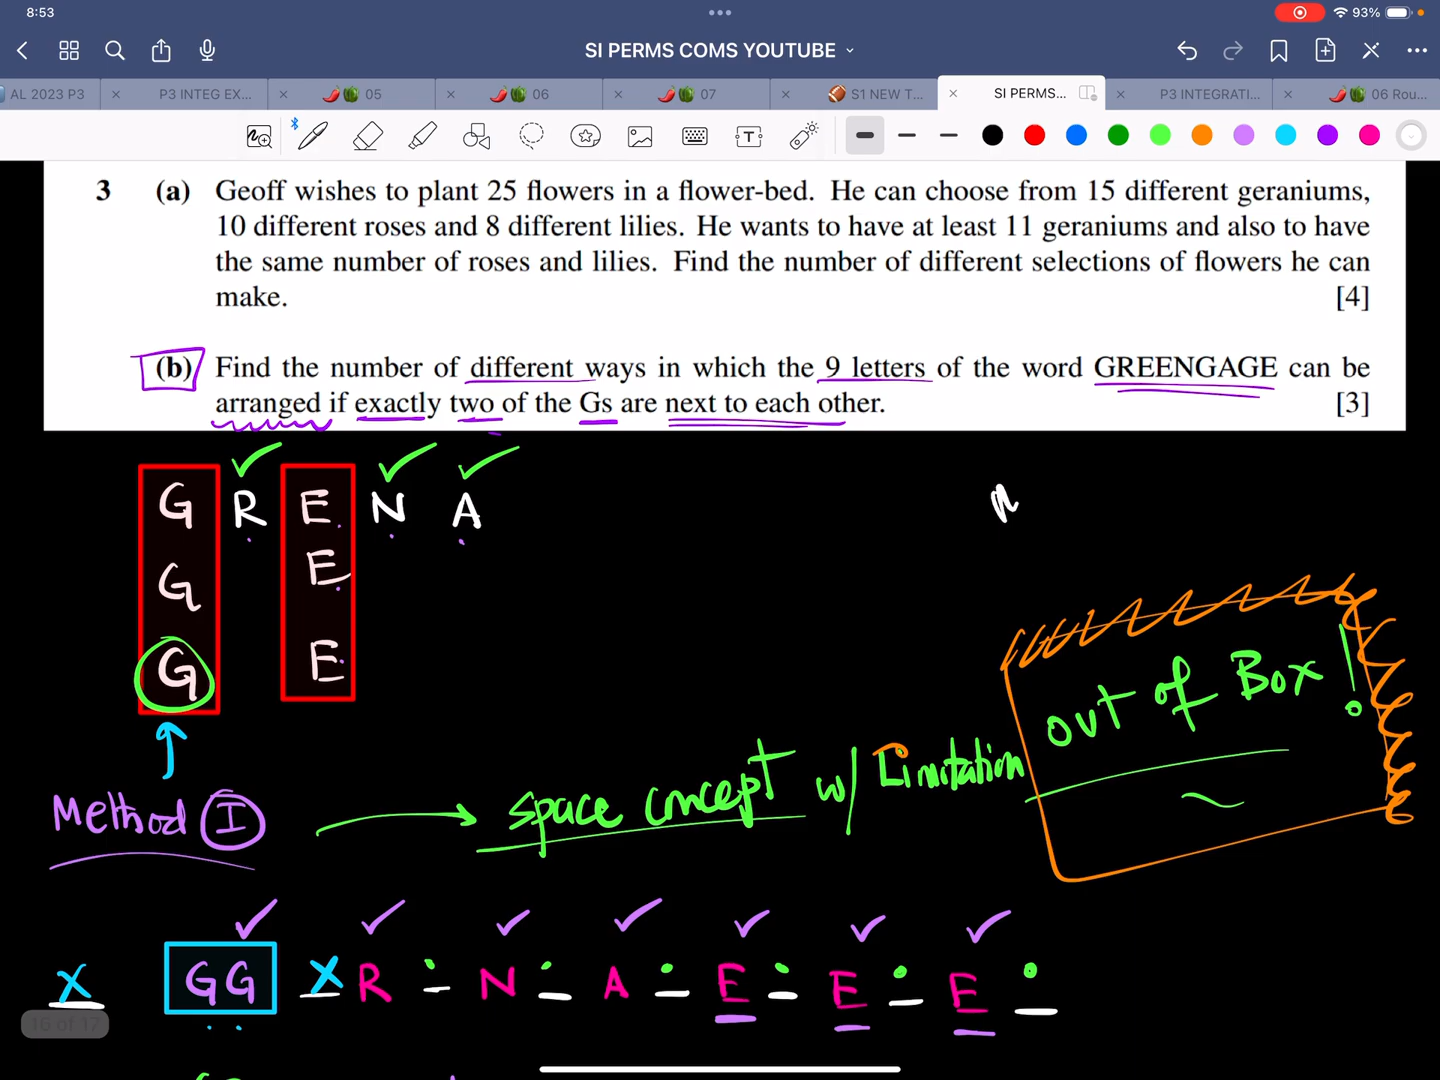 8:53
93%
SI PERMS COMS YOUTUBE
AL 2023 P3
P3 INTEG EX...
05
06
07
S1 NEW T...
SI PERMS...
P3 INTEGRATI...
06 Rou...
3 (a) Geoff wishes to plant 25 flowers in a flower-bed. He can choose from 15 different geraniums,
10 different roses and 8 different lilies. He wants to have at least 11 geraniums and also to have
the same number of roses and lilies. Find the number of different selections of flowers he can
make. [4]
(b) Find the number of different ways in which the 9 letters of the word GREENGAGE can be
arranged if exactly two of the Gs are next to each other. [3]
G R E N A
G E
G E
out of Box !
Method I space concept w/ Limitation
X GG X R N A E E E
16 of 17